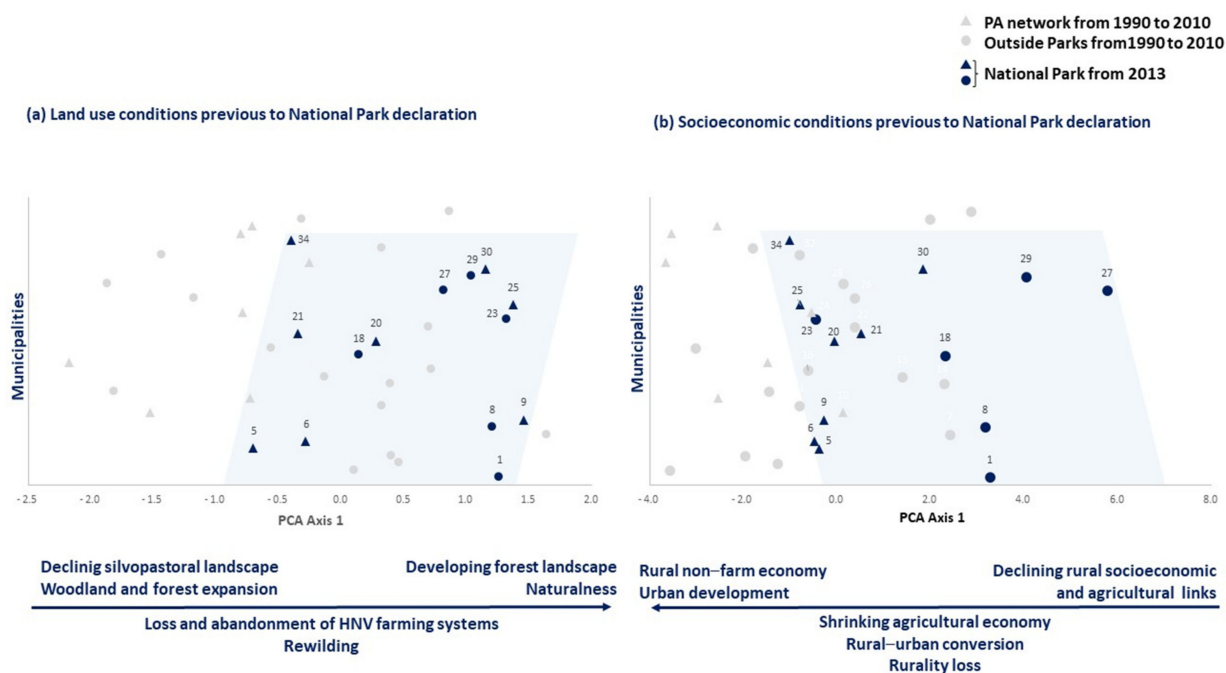 PA network from 1990 to 2010
Outside Parks from1990 to 2010
National Park from 2013
(a) Land use conditions previous to National Park declaration
(b) Socioeconomic conditions previous to National Park declaration
Municipalities
34
30
29
27
25
23
21
20
18
9
8
6
5
1
-2.5 -2.0 -1.5 -1.0 -0.5 0.0 0.5 1.0 1.5 2.0
PCA Axis 1
Declinig silvopastoral landscape
Woodland and forest expansion
Developing forest landscape
Naturalness
Loss and abandonment of HNV farming systems
Rewilding
Municipalities
34
30
29
27
25
23
20
21
18
9
8
6
5
1
-4.0 -2.0 0.0 2.0 4.0 6.0 8.0
PCA Axis 1
Rural non–farm economy
Urban development
Declining rural socioeconomic
and agricultural links
Shrinking agricultural economy
Rural–urban conversion
Rurality loss